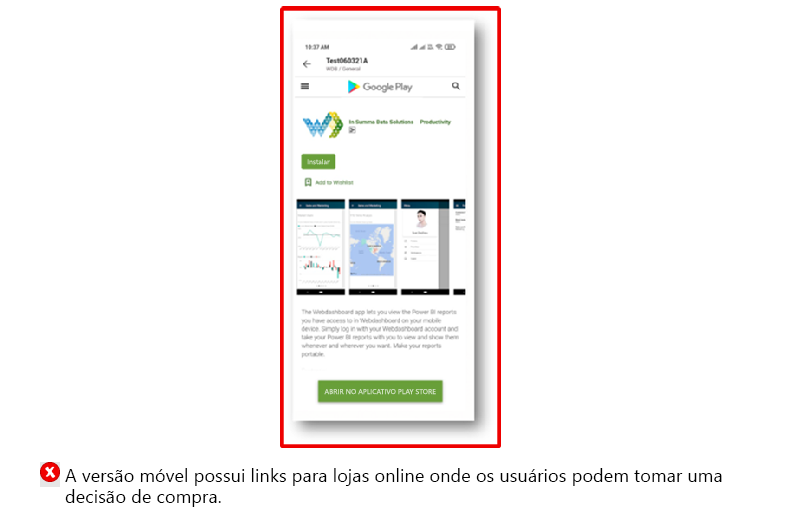 10:37 AM
Test060321A
WDB / General
Google Play
In-Summa Data Solutions Productivity
Instalar
Add to Wishlist
The Webdashboard app lets you view the Power BI reports
you have access to in Webdashboard on your mobile
device. Simply log in with your Webdashboard account and
take your Power BI reports with you to view and show them
whenever and wherever you want. Make your reports
portable.
ABRIR NO APLICATIVO PLAY STORE
A versão móvel possui links para lojas online onde os usuários podem tomar uma
decisão de compra.